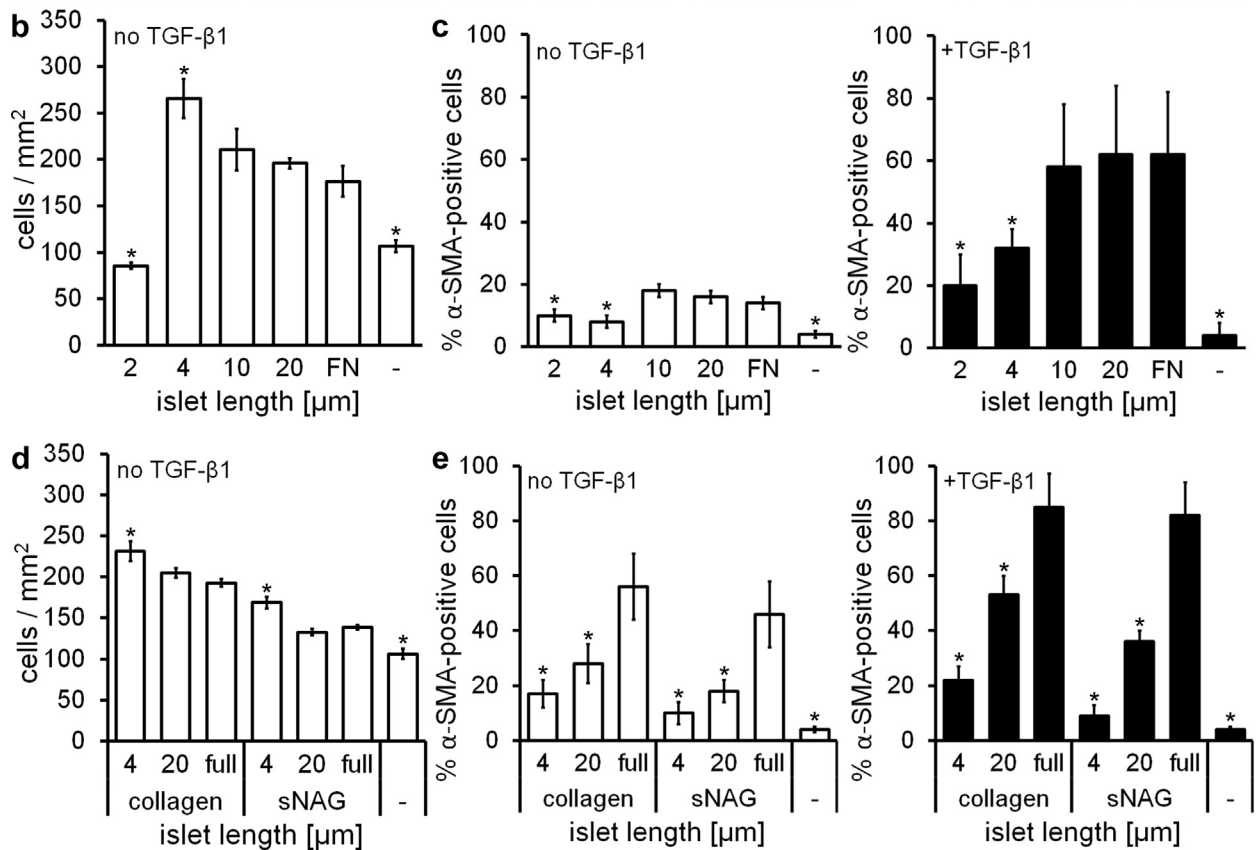 b
no TGF-β1
cells / mm²
350
300
250
200
150
100
50
0
* * *
2 4 10 20 FN -
islet length [µm]
c
no TGF-β1
% α-SMA-positive cells
100
80
60
40
20
0
* * *
2 4 10 20 FN -
islet length [µm]
+TGF-β1
% α-SMA-positive cells
100
80
60
40
20
0
* * *
2 4 10 20 FN -
islet length [µm]
d
no TGF-β1
cells / mm²
350
300
250
200
150
100
50
0
* * *
4 20 full 4 20 full -
collagen sNAG
islet length [µm]
e
no TGF-β1
% α-SMA-positive cells
100
80
60
40
20
0
* * * * *
4 20 full 4 20 full -
collagen sNAG
islet length [µm]
+TGF-β1
% α-SMA-positive cells
100
80
60
40
20
0
* * * * *
4 20 full 4 20 full -
collagen sNAG
islet length [µm]